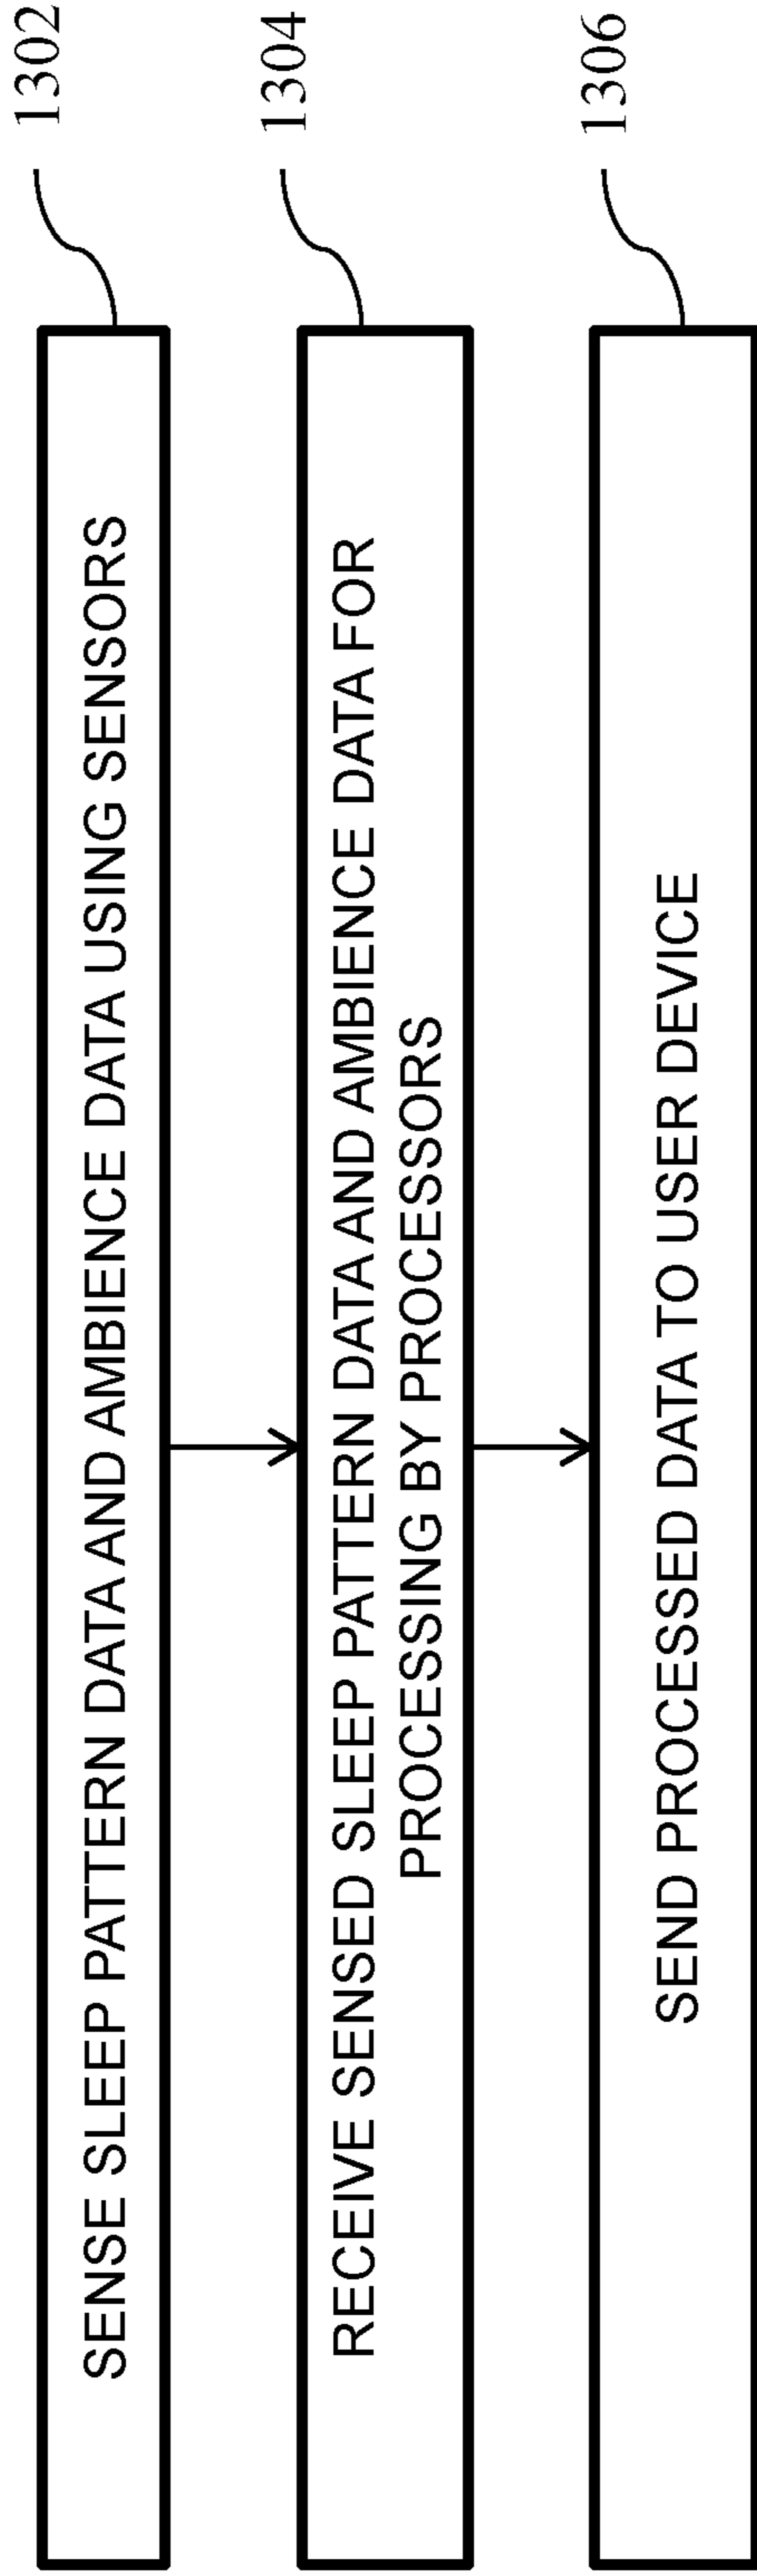 SENSE SLEEP PATTERN DATA AND AMBIENCE DATA USING SENSORS
1302
RECEIVE SENSED SLEEP PATTERN DATA AND AMBIENCE DATA FOR
PROCESSING BY PROCESSORS
1304
SEND PROCESSED DATA TO USER DEVICE
1306